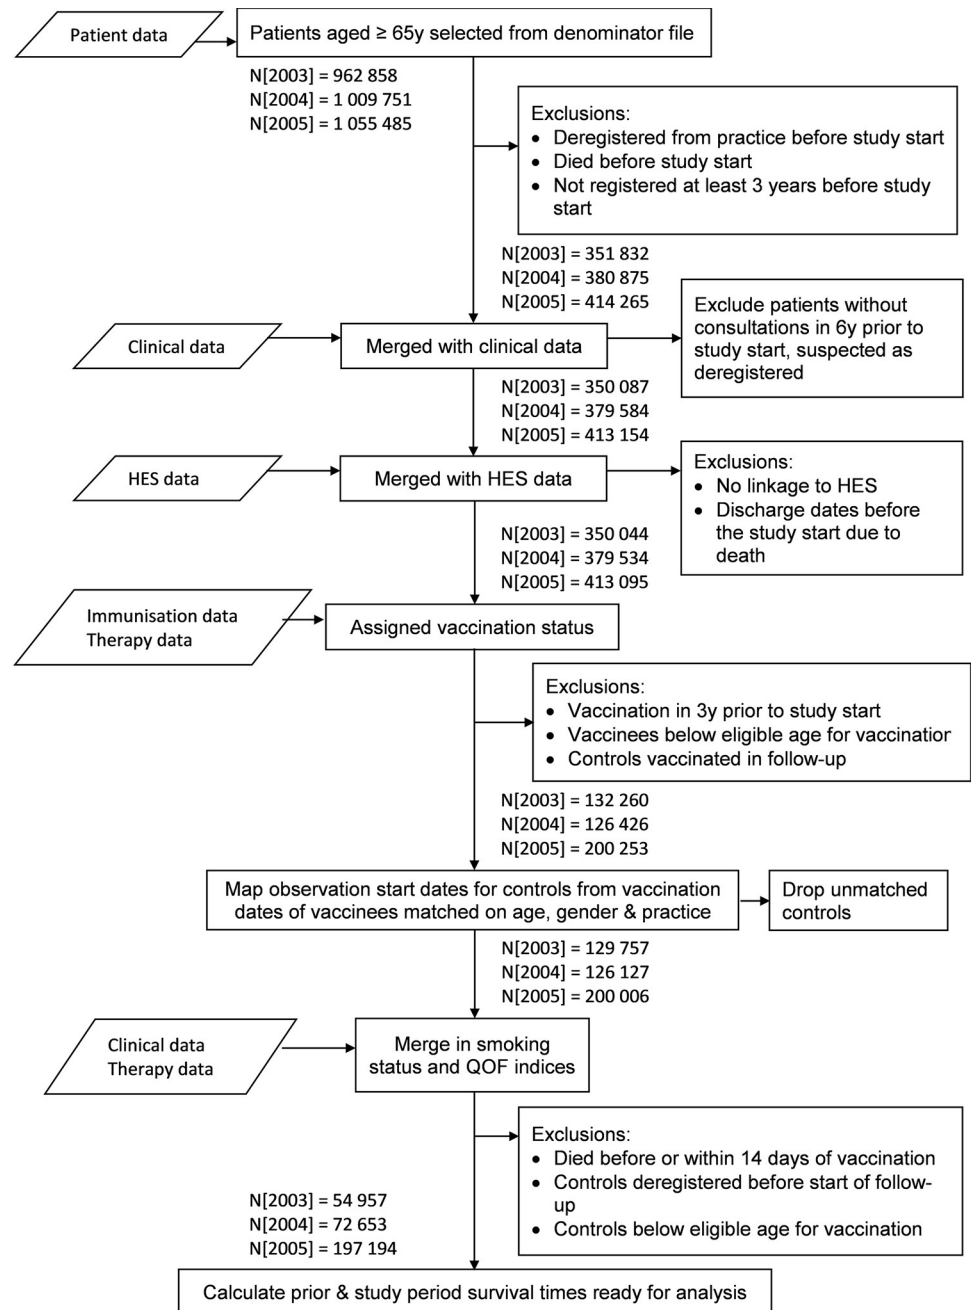 Patient data
Patients aged ≥ 65y selected from denominator file
N[2003] = 962 858
N[2004] = 1 009 751
N[2005] = 1 055 485
Exclusions:
• Deregistered from practice before study start
• Died before study start
• Not registered at least 3 years before study
start
N[2003] = 351 832
N[2004] = 380 875
N[2005] = 414 265
Clinical data
Merged with clinical data
Exclude patients without
consultations in 6y prior to
study start, suspected as
deregistered
N[2003] = 350 087
N[2004] = 379 584
N[2005] = 413 154
HES data
Merged with HES data
Exclusions:
• No linkage to HES
• Discharge dates before
the study start due to
death
N[2003] = 350 044
N[2004] = 379 534
N[2005] = 413 095
Immunisation data
Therapy data
Assigned vaccination status
Exclusions:
• Vaccination in 3y prior to study start
• Vaccinees below eligible age for vaccination
• Controls vaccinated in follow-up
N[2003] = 132 260
N[2004] = 126 426
N[2005] = 200 253
Map observation start dates for controls from vaccination
dates of vaccinees matched on age, gender & practice
Drop unmatched
controls
N[2003] = 129 757
N[2004] = 126 127
N[2005] = 200 006
Clinical data
Therapy data
Merge in smoking
status and QOF indices
Exclusions:
• Died before or within 14 days of vaccination
• Controls deregistered before start of follow-
up
• Controls below eligible age for vaccination
N[2003] = 54 957
N[2004] = 72 653
N[2005] = 197 194
Calculate prior & study period survival times ready for analysis